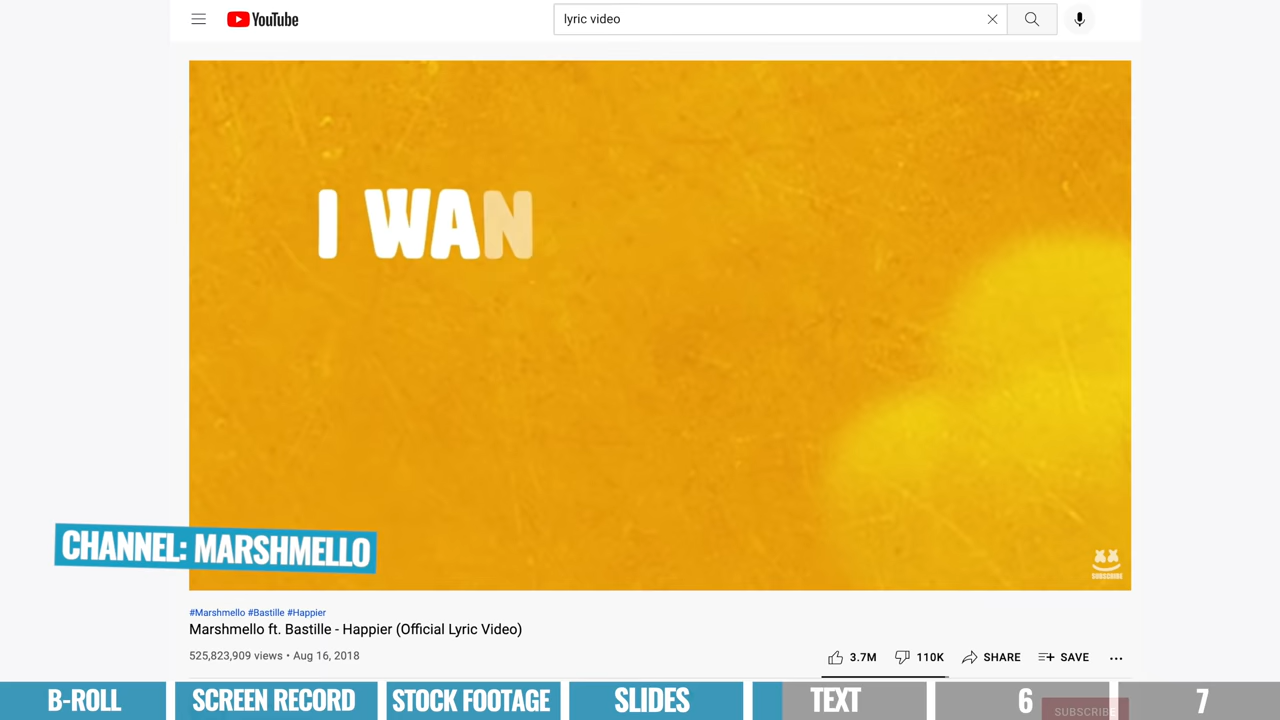 YouTube
lyric video
I WAN
CHANNEL: MARSHMELLO
SUBSCRIBE
#Marshmello #Bastille #Happier
Marshmello ft. Bastille - Happier (Official Lyric Video)
525,823,909 views • Aug 16, 2018
3.7M 110K SHARE SAVE
B-ROLL SCREEN RECORD STOCK FOOTAGE SLIDES TEXT 6 7
SUBSCRIBE